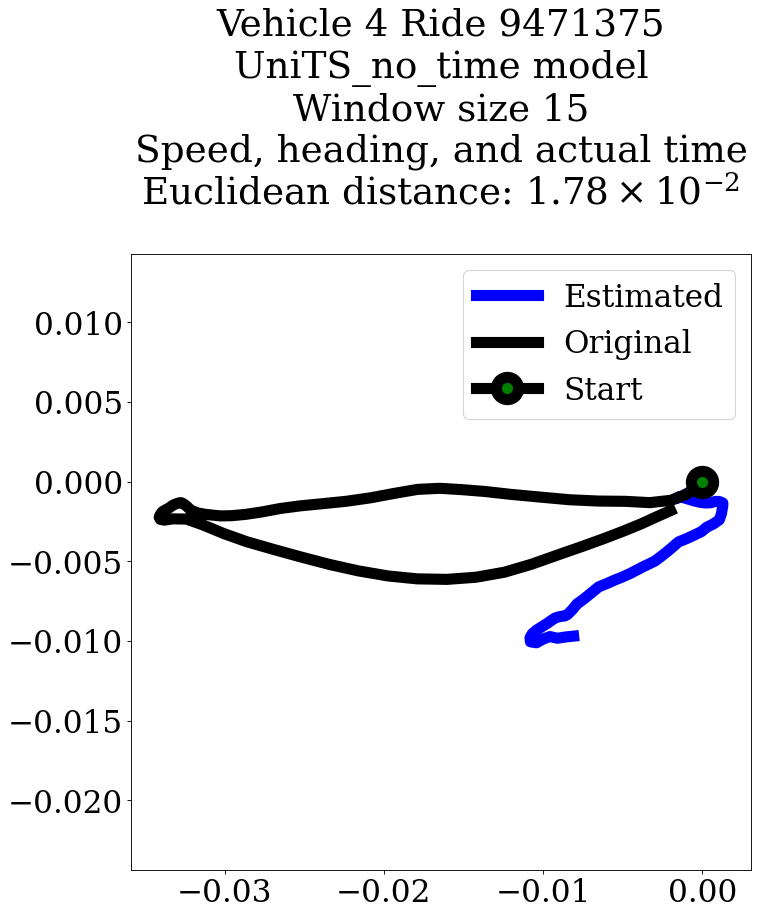 Vehicle 4 Ride 9471375
UniTS_no_time model
Window size 15
Speed, heading, and actual time
Euclidean distance: 1.78 × 10⁻²
Estimated
Original
Start
0.010
0.005
0.000
−0.005
−0.010
−0.015
−0.020
−0.03
−0.02
−0.01
0.00